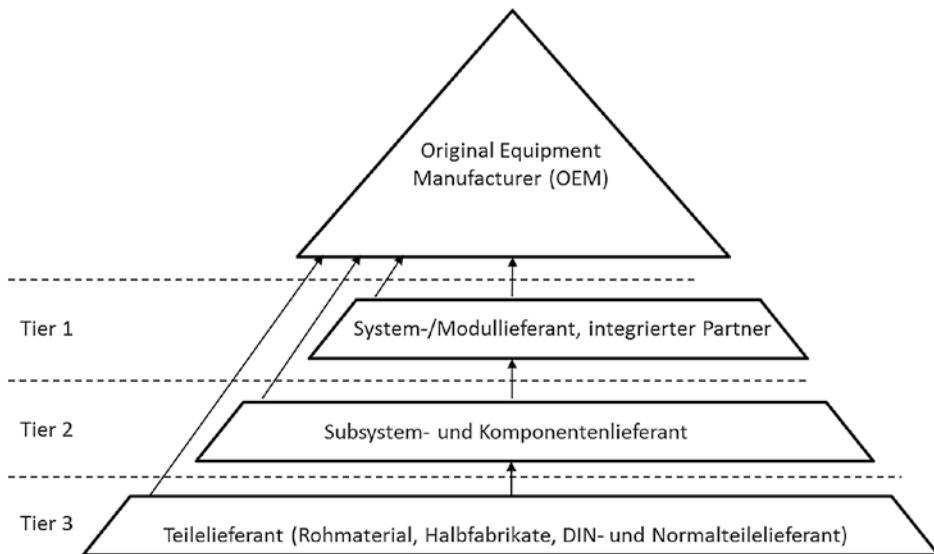 Original Equipment
Manufacturer (OEM)
Tier 1
System-/Modullieferant, integrierter Partner
Tier 2
Subsystem- und Komponentenlieferant
Tier 3
Teilelieferant (Rohmaterial, Halbfabrikate, DIN- und Normalteilelieferant)